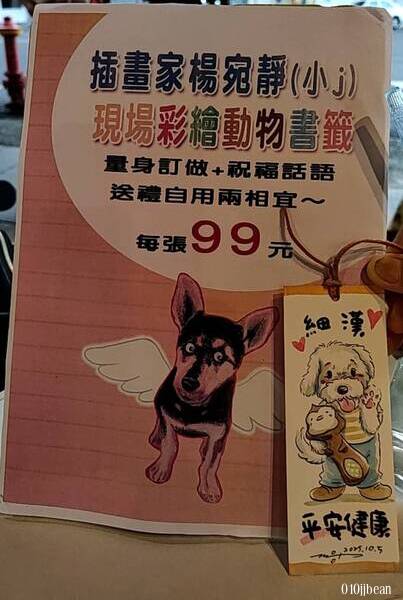 插畫家楊宛靜(小j)
現場彩繪動物書籤
量身訂做+祝福話語
送禮自用兩相宜～
每張99元
細漢
平安健康
2025.10.5
010jjbean